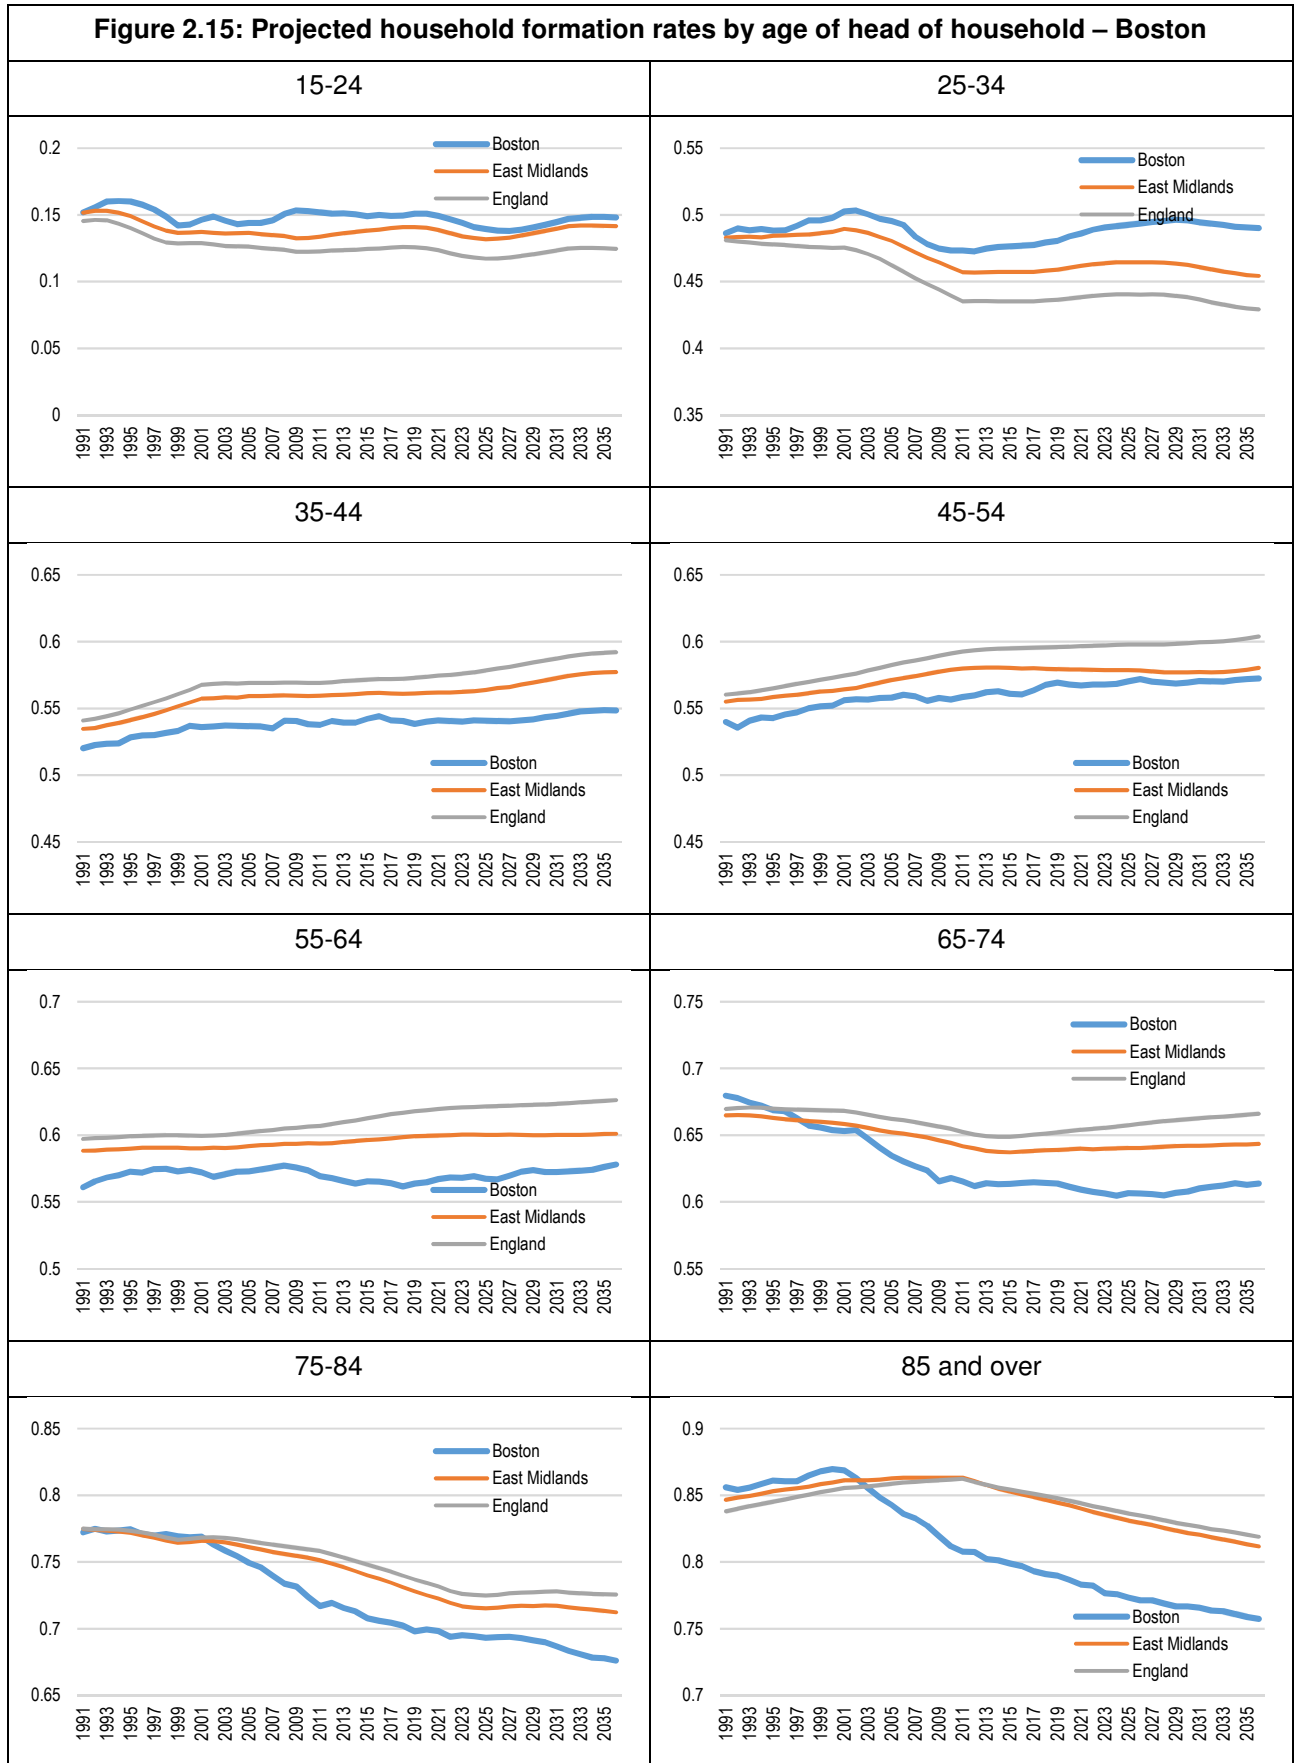 Figure 2.15: Projected household formation rates by age of head of household – Boston
15-24
25-34
0.2
0.15
0.1
0.05
0
Boston
East Midlands
England
1991 1993 1995 1997 1999 2001 2003 2005 2007 2009 2011 2013 2015 2017 2019 2021 2023 2025 2027 2029 2031 2033 2035
0.55
0.5
0.45
0.4
0.35
Boston
East Midlands
England
1991 1993 1995 1997 1999 2001 2003 2005 2007 2009 2011 2013 2015 2017 2019 2021 2023 2025 2027 2029 2031 2033 2035
35-44
45-54
0.65
0.6
0.55
0.5
0.45
Boston
East Midlands
England
1991 1993 1995 1997 1999 2001 2003 2005 2007 2009 2011 2013 2015 2017 2019 2021 2023 2025 2027 2029 2031 2033 2035
0.65
0.6
0.55
0.5
0.45
Boston
East Midlands
England
1991 1993 1995 1997 1999 2001 2003 2005 2007 2009 2011 2013 2015 2017 2019 2021 2023 2025 2027 2029 2031 2033 2035
55-64
65-74
0.7
0.65
0.6
0.55
0.5
Boston
East Midlands
England
1991 1993 1995 1997 1999 2001 2003 2005 2007 2009 2011 2013 2015 2017 2019 2021 2023 2025 2027 2029 2031 2033 2035
0.75
0.7
0.65
0.6
0.55
Boston
East Midlands
England
1991 1993 1995 1997 1999 2001 2003 2005 2007 2009 2011 2013 2015 2017 2019 2021 2023 2025 2027 2029 2031 2033 2035
75-84
85 and over
0.85
0.8
0.75
0.7
0.65
Boston
East Midlands
England
1991 1993 1995 1997 1999 2001 2003 2005 2007 2009 2011 2013 2015 2017 2019 2021 2023 2025 2027 2029 2031 2033 2035
0.9
0.85
0.8
0.75
0.7
Boston
East Midlands
England
1991 1993 1995 1997 1999 2001 2003 2005 2007 2009 2011 2013 2015 2017 2019 2021 2023 2025 2027 2029 2031 2033 2035